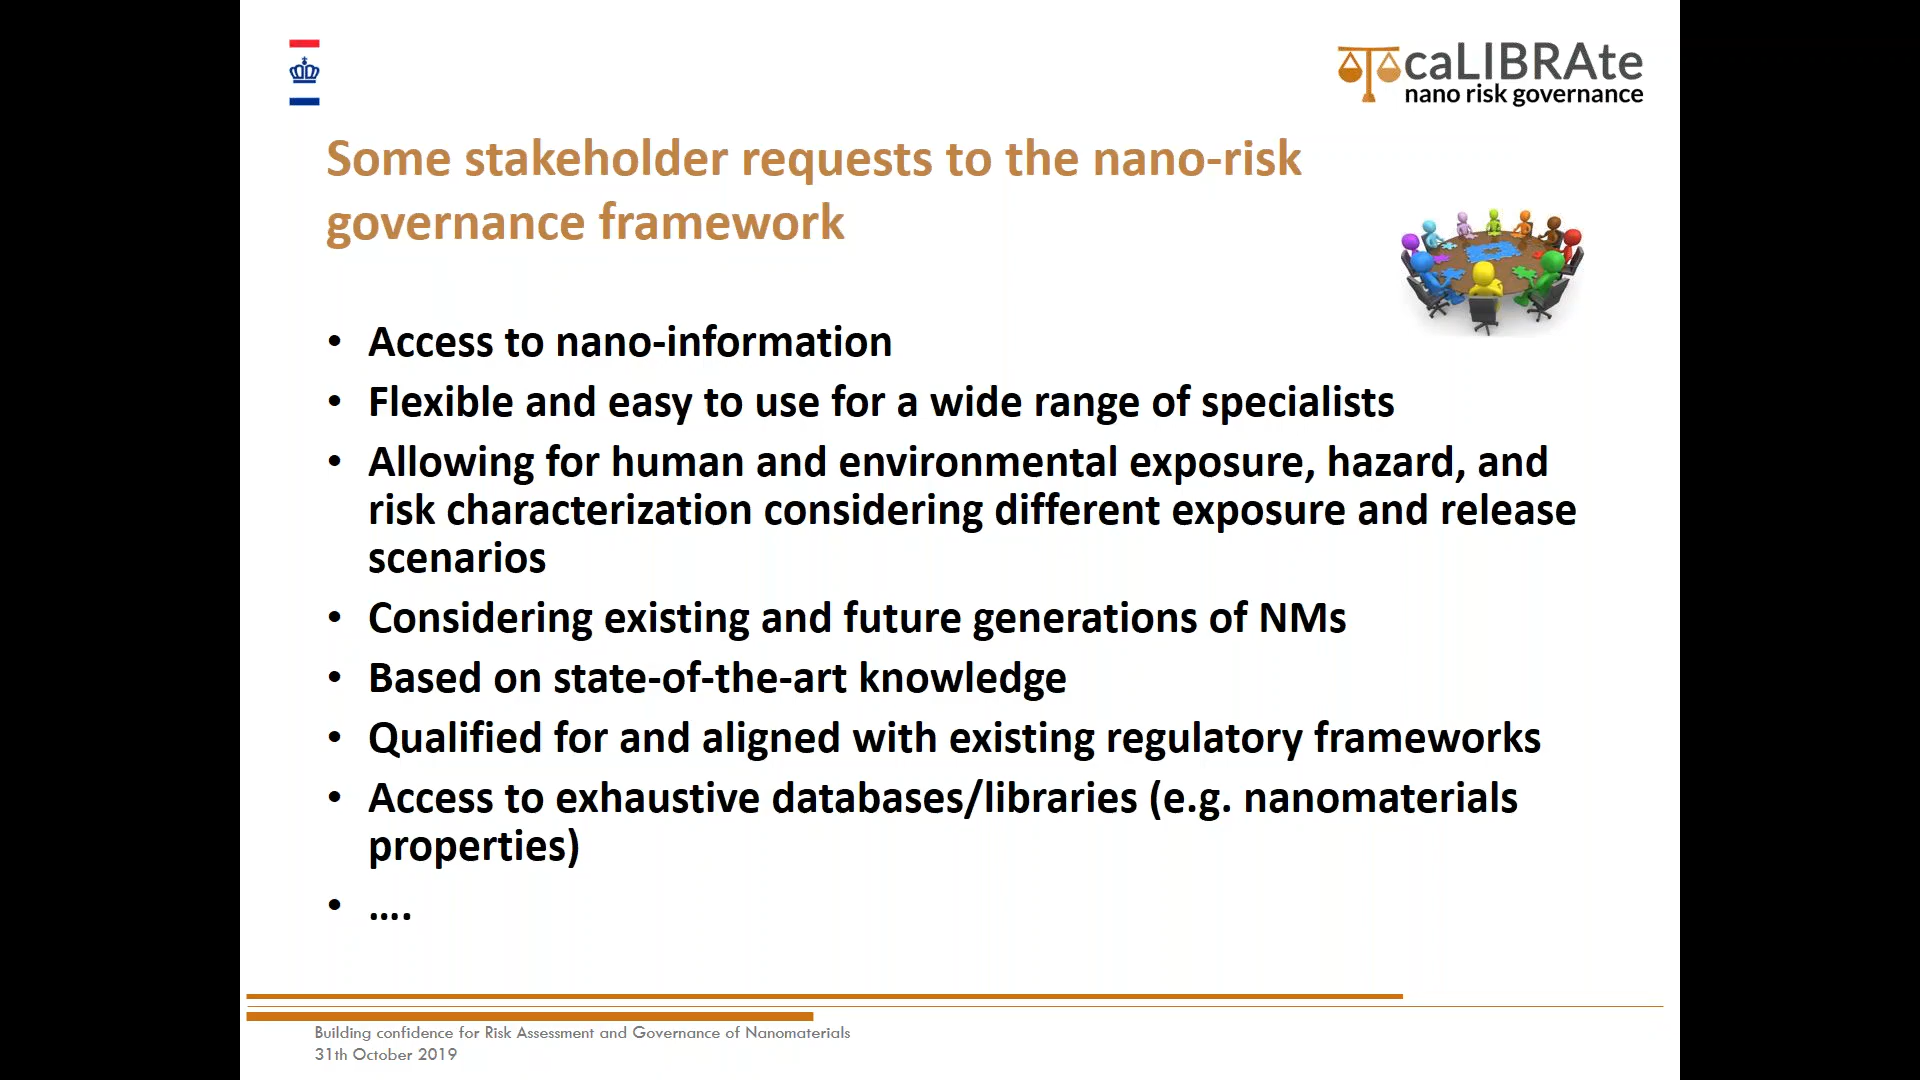 caLIBRAte
nano risk governance
Some stakeholder requests to the nano-risk
governance framework
• Access to nano-information
• Flexible and easy to use for a wide range of specialists
• Allowing for human and environmental exposure, hazard, and
risk characterization considering different exposure and release
scenarios
• Considering existing and future generations of NMs
• Based on state-of-the-art knowledge
• Qualified for and aligned with existing regulatory frameworks
• Access to exhaustive databases/libraries (e.g. nanomaterials
properties)
• ....
Building confidence for Risk Assessment and Governance of Nanomaterials
31th October 2019